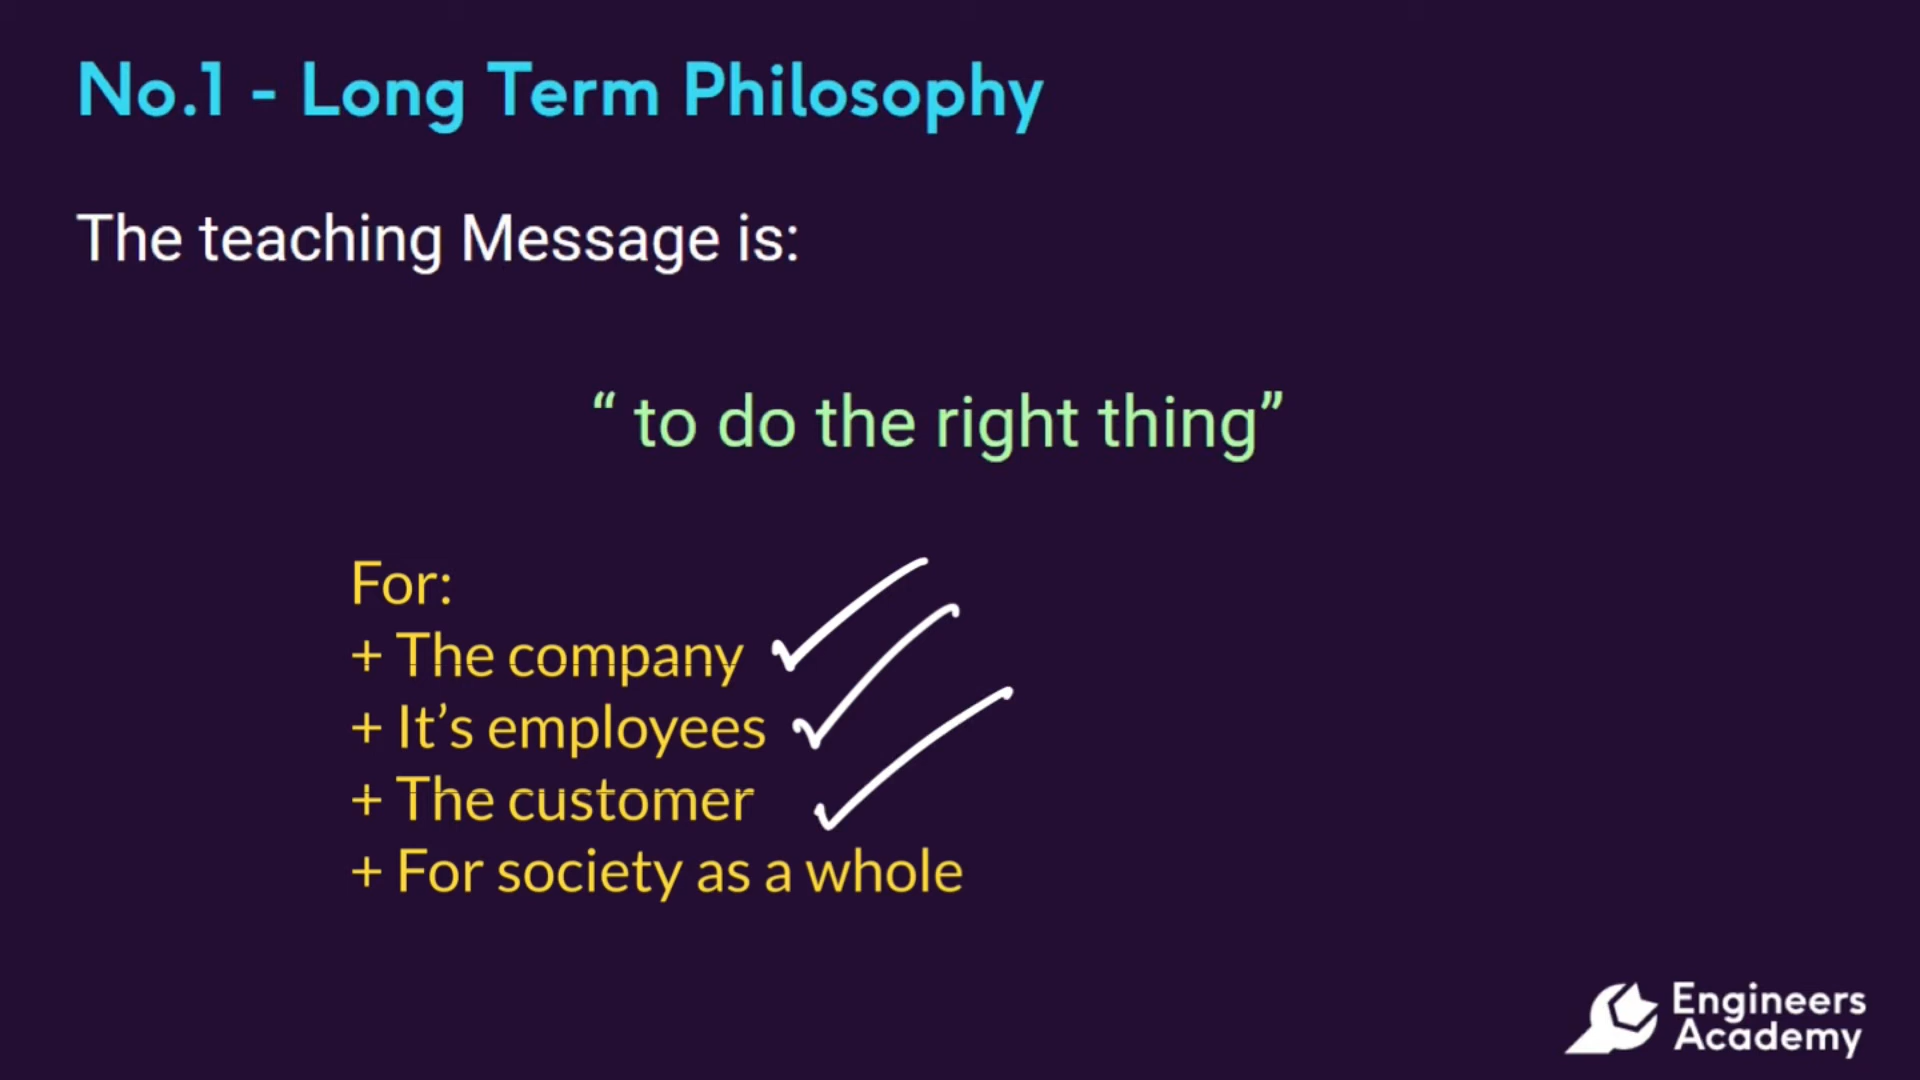 No.1 - Long Term Philosophy
The teaching Message is:
“ to do the right thing”
For:
+ The company
+ It’s employees
+ The customer
+ For society as a whole
Engineers
Academy